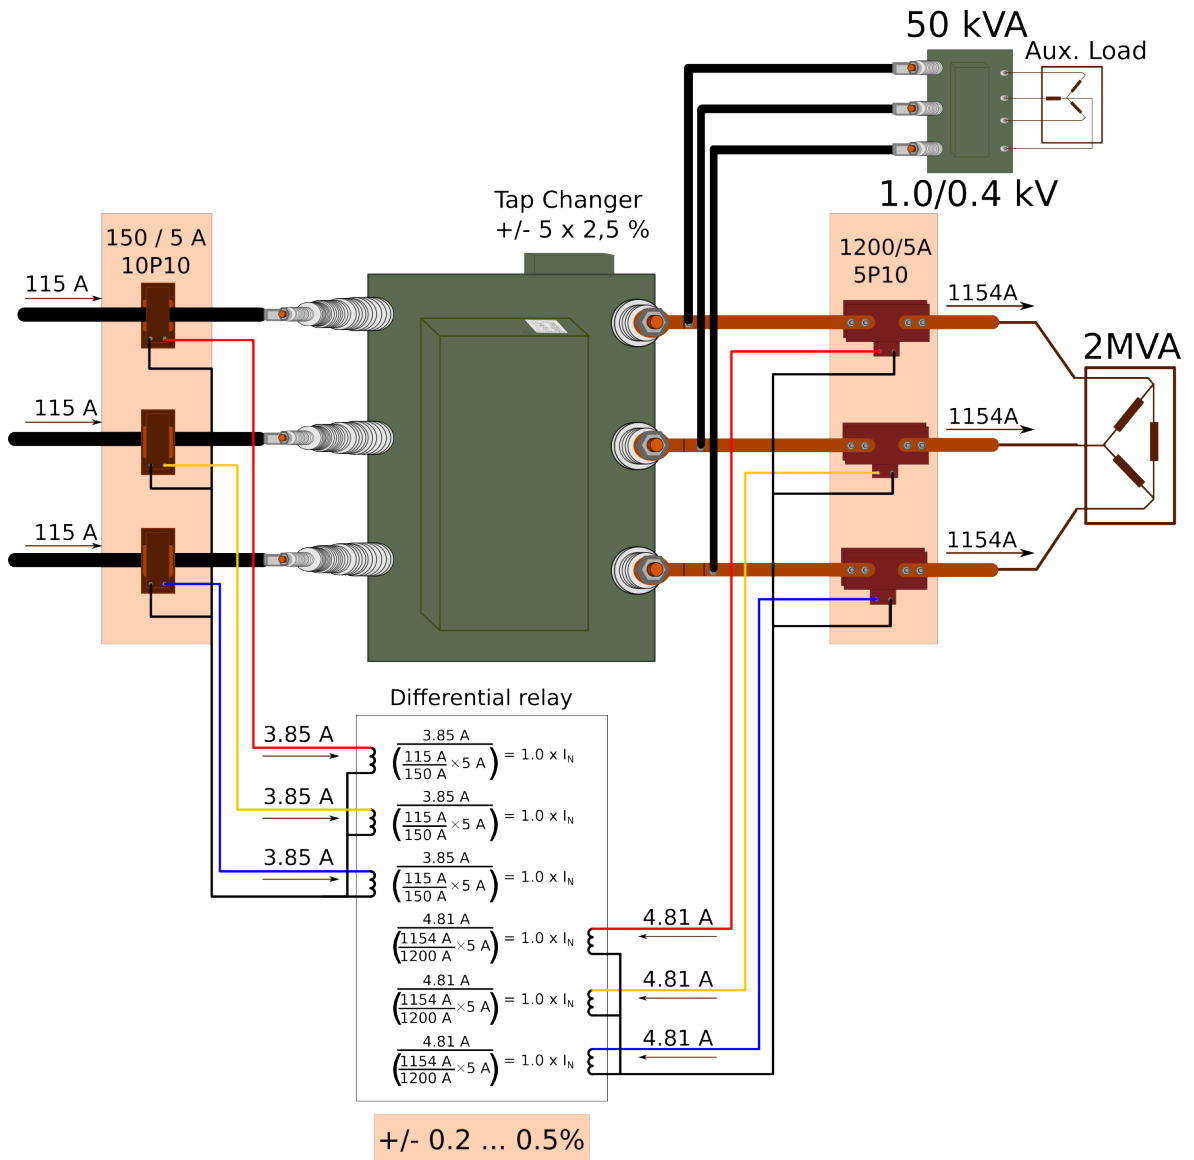 50 kVA
Aux. Load
1.0/0.4 kV
Tap Changer
+/- 5 x 2,5 %
150 / 5 A
10P10
115 A
115 A
115 A
1200/5A
5P10
1154A
1154A
1154A
2MVA
Differential relay
3.85 A
3.85 A
(115 A
150 A ×5 A) = 1.0 x IN
3.85 A
3.85 A
(115 A
150 A ×5 A) = 1.0 x IN
3.85 A
3.85 A
(115 A
150 A ×5 A) = 1.0 x IN
4.81 A
4.81 A
(1154 A
1200 A ×5 A) = 1.0 x IN
4.81 A
4.81 A
(1154 A
1200 A ×5 A) = 1.0 x IN
4.81 A
4.81 A
(1154 A
1200 A ×5 A) = 1.0 x IN
+/- 0.2 ... 0.5%